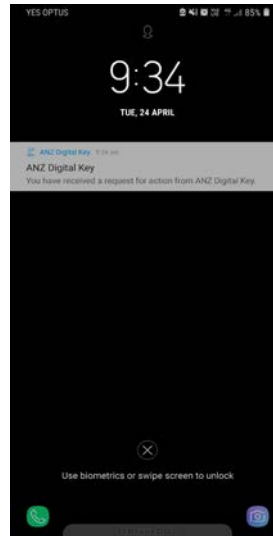 YES OPTUS
85%
9:34
TUE, 24 APRIL
ANZ Digital Key
ANZ Digital Key
You have received a request for action from ANZ Digital Key.
Use biometrics or swipe screen to unlock